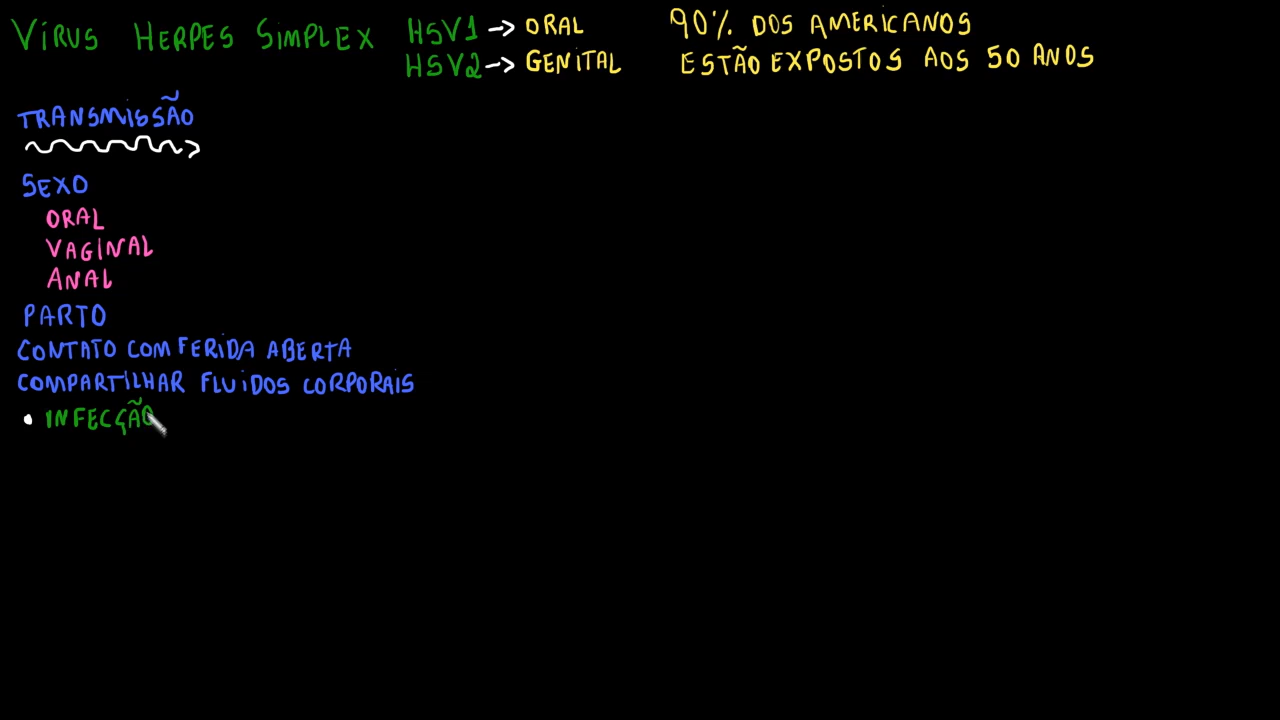 VÍRUS HERPES SIMPLEX HSV1 → ORAL 90% DOS AMERICANOS
HSV2 → GENITAL ESTÃO EXPOSTOS AOS 50 ANOS
TRANSMISSÃO
SEXO
ORAL
VAGINAL
ANAL
PARTO
CONTATO COM FERIDA ABERTA
COMPARTILHAR FLUIDOS CORPORAIS
• INFECÇÃO